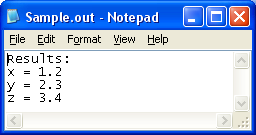 Sample.out - Notepad
File Edit Format View Help
Results:
x = 1.2
y = 2.3
z = 3.4